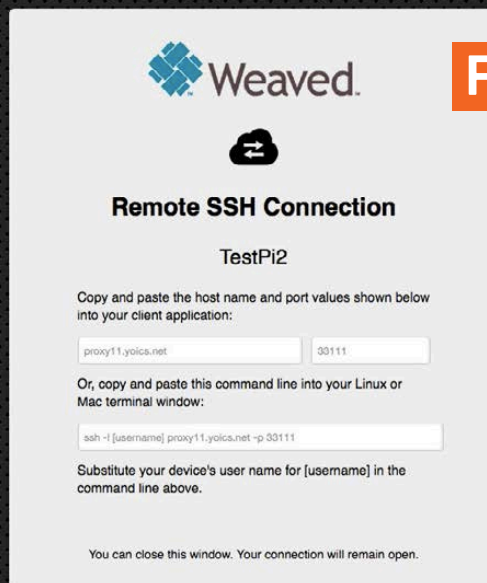 Weaved™
F
Remote SSH Connection
TestPi2
Copy and paste the host name and port values shown below
into your client application:
proxy11.yoics.net 33111
Or, copy and paste this command line into your Linux or
Mac terminal window:
ssh -l [username] proxy11.yoics.net -p 33111
Substitute your device's user name for [username] in the
command line above.
You can close this window. Your connection will remain open.